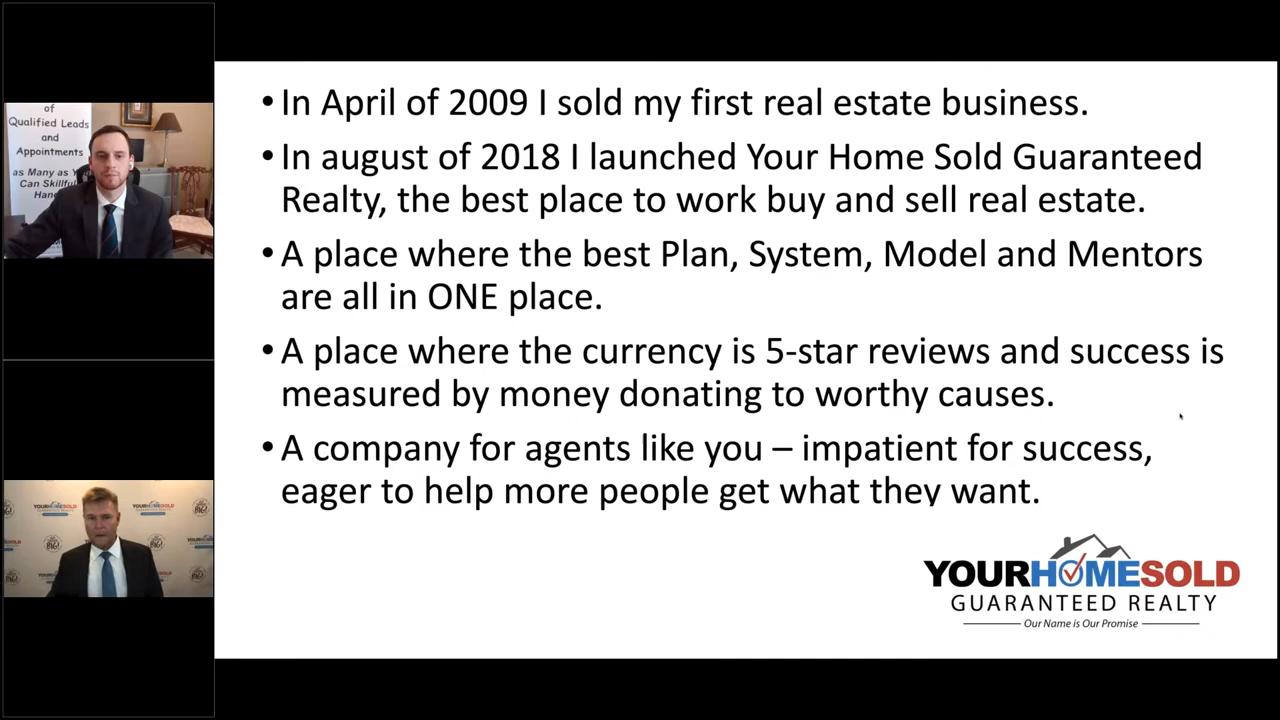 of
Qualified Leads
and
Appointments
as Many as
Can Skillfu
Han
• In April of 2009 I sold my first real estate business.
• In august of 2018 I launched Your Home Sold Guaranteed
Realty, the best place to work buy and sell real estate.
• A place where the best Plan, System, Model and Mentors
are all in ONE place.
• A place where the currency is 5-star reviews and success is
measured by money donating to worthy causes.
• A company for agents like you – impatient for success,
eager to help more people get what they want.
YOURHOMESOLD
GUARANTEED REALTY
Our Name is Our Promise
YOURHOMESOLD
YOURHOMESOLD